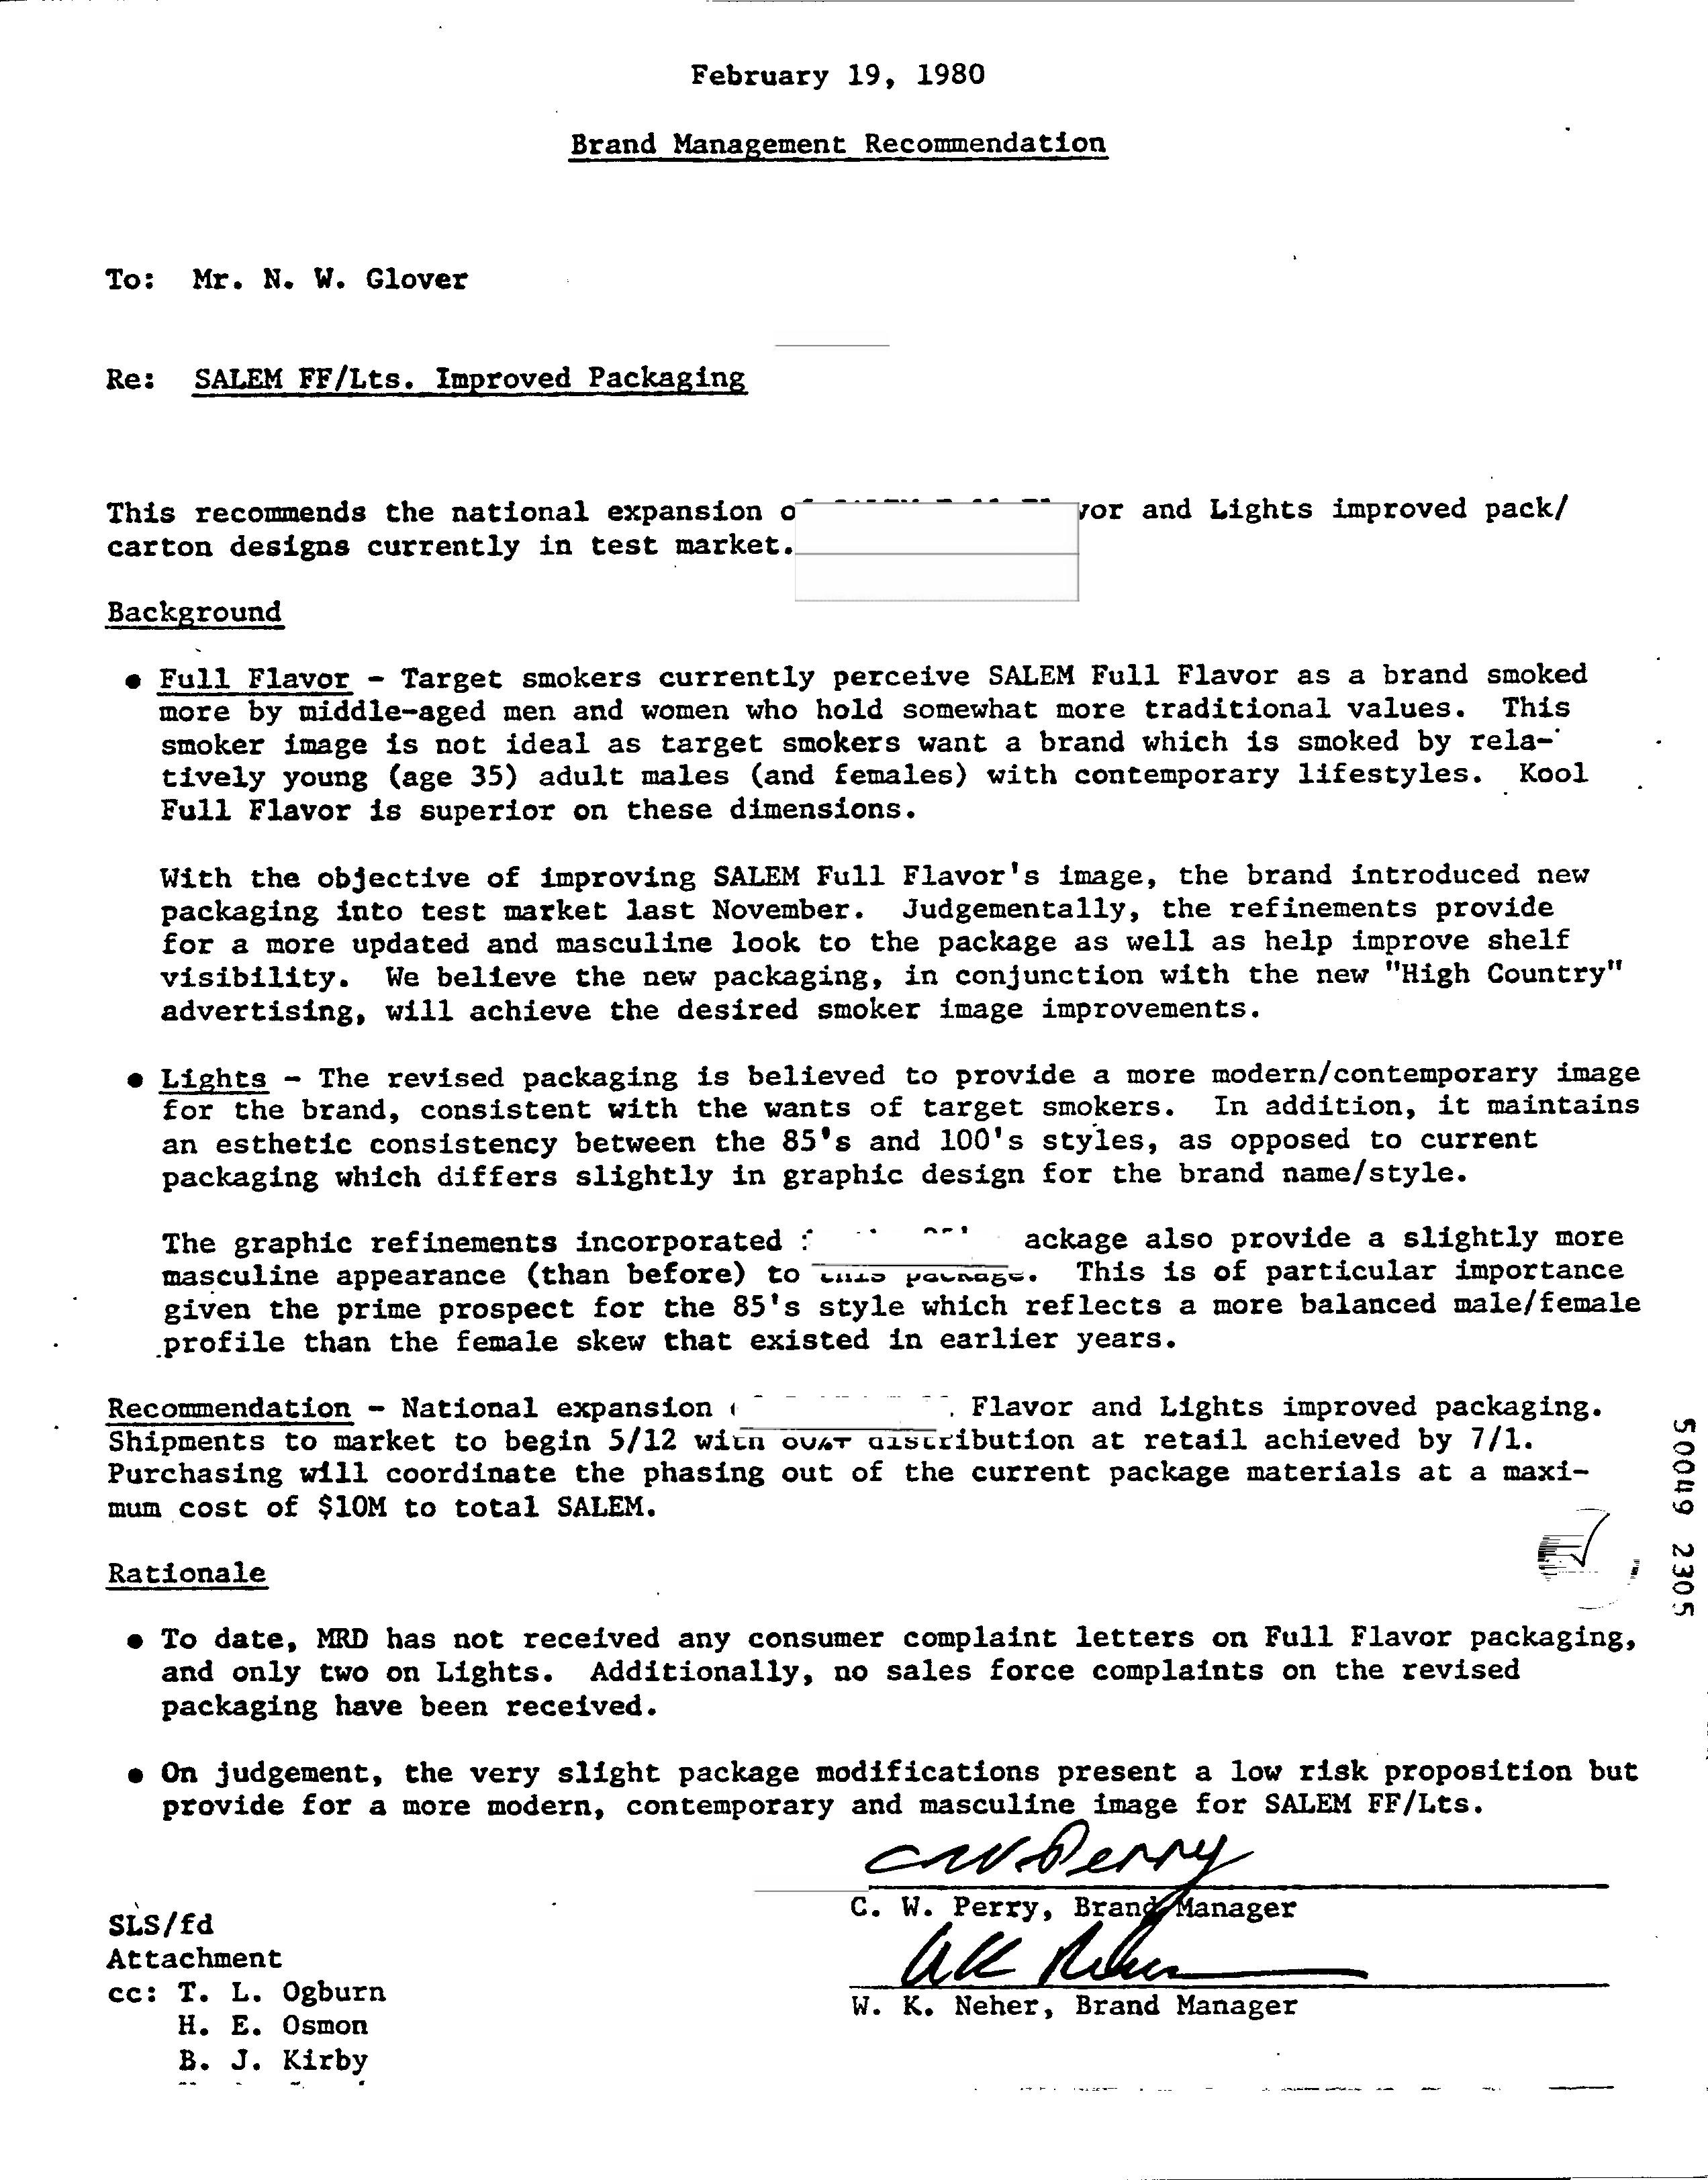 February 19, 1980
Brand Management Recommendation
To: Mr. N. W. Glover
Re: SALEM FF/Lts. Improved Packaging
This recommends the national expansion and Lights improved pack/
carton designs currently in test market.
Background
● Full Flavor - Target smokers currently perceive SALEM Full Flavor as a brand smoked
more by middle-aged men and women who hold somewhat more traditional values. This
smoker image is not ideal as target smokers want a brand which is smoked by rela-
tively young (age 35) adult males (and females) with contemporary lifestyles. Kool
Full Flavor is superior on these dimensions.
With the objective of improving SALEM Full Flavor's image, the brand introduced new
packaging into test market last November. Judgementally, the refinements provide
for a more updated and masculine look to the package as well as help improve shelf
visibility. We believe the new packaging, in conjunction with the new "High Country"
advertising, will achieve the desired smoker image improvements.
● Lights - The revised packaging is believed to provide a more modern/contemporary image
for the brand, consistent with the wants of target smokers. In addition, it maintains
an esthetic consistency between the 85's and 100's styles, as opposed to current
packaging which differs slightly in graphic design for the brand name/style.
The graphic refinements incorporated ackage also provide a slightly more
masculine appearance (than before) to this package. This is of particular importance
given the prime prospect for the 85's style which reflects a more balanced male/female
profile than the female skew that existed in earlier years.
Recommendation - National expansion Flavor and Lights improved packaging.
Shipments to market to begin 5/12 with distribution at retail achieved by 7/1.
Purchasing will coordinate the phasing out of the current package materials at a maxi-
mum cost of $10M to total SALEM.
Rationale
● To date, MRD has not received any consumer complaint letters on Full Flavor packaging,
and only two on Lights. Additionally, no sales force complaints on the revised
packaging have been received.
● On judgement, the very slight package modifications present a low risk proposition but
provide for a more modern, contemporary and masculine image for SALEM FF/Lts.
CW Perry
C. W. Perry, Brand Manager
WK Neher
W. K. Neher, Brand Manager
SLS/fd
Attachment
cc: T. L. Ogburn
H. E. Osmon
B. J. Kirby
50049 2305